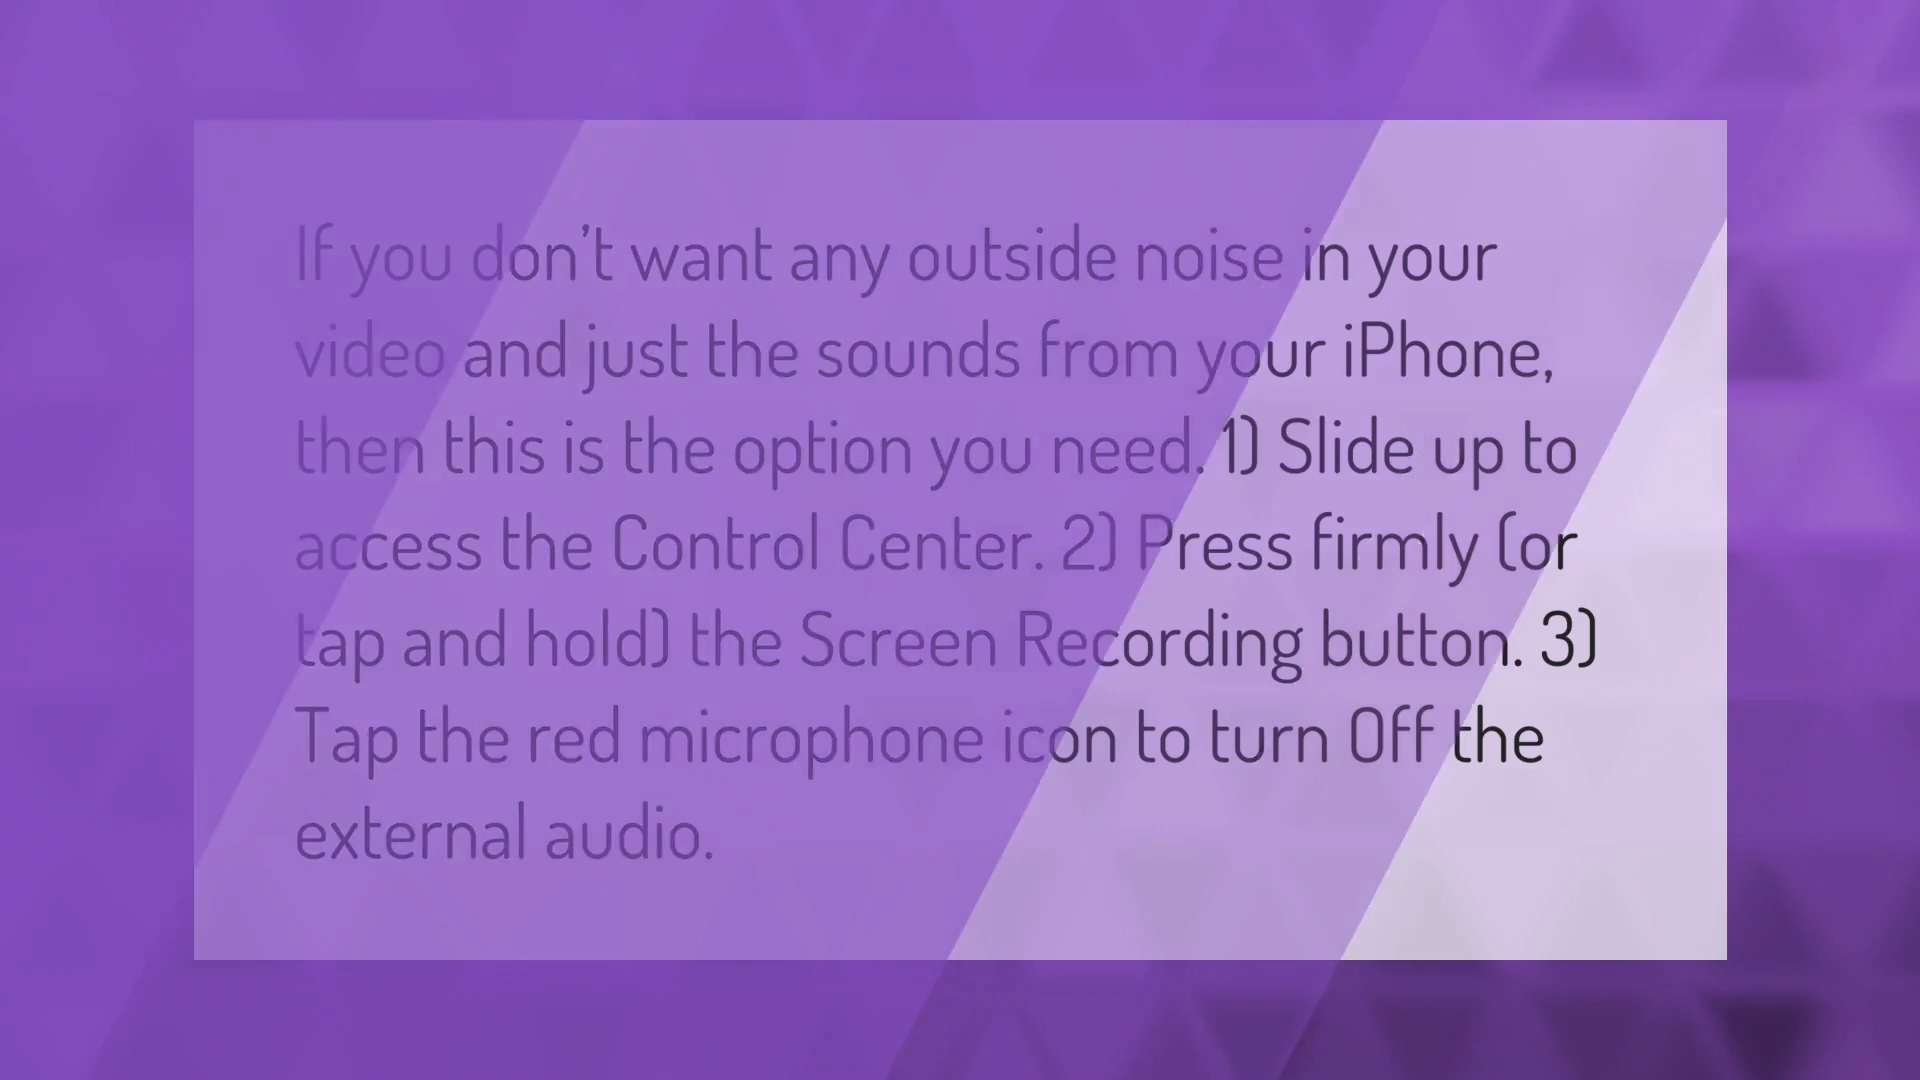 If you don’t want any outside noise in your
video and just the sounds from your iPhone,
then this is the option you need. 1) Slide up to
access the Control Center. 2) Press firmly (or
tap and hold) the Screen Recording button. 3)
Tap the red microphone icon to turn Off the
external audio.